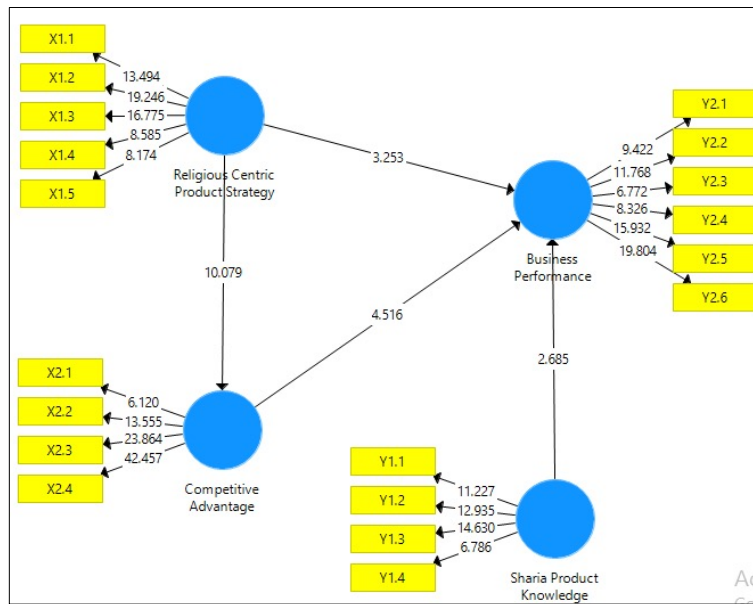 X1.1
X1.2
X1.3
X1.4
X1.5
13.494
19.246
16.775
8.585
8.174
Religious Centric
Product Strategy
3.253
10.079
Y2.1
Y2.2
Y2.3
Y2.4
Y2.5
Y2.6
9.422
11.768
6.772
8.326
15.932
19.804
Business
Performance
4.516
2.685
X2.1
X2.2
X2.3
X2.4
6.120
13.555
23.864
42.457
Competitive
Advantage
Y1.1
Y1.2
Y1.3
Y1.4
11.227
12.935
14.630
6.786
Sharia Product
Knowledge